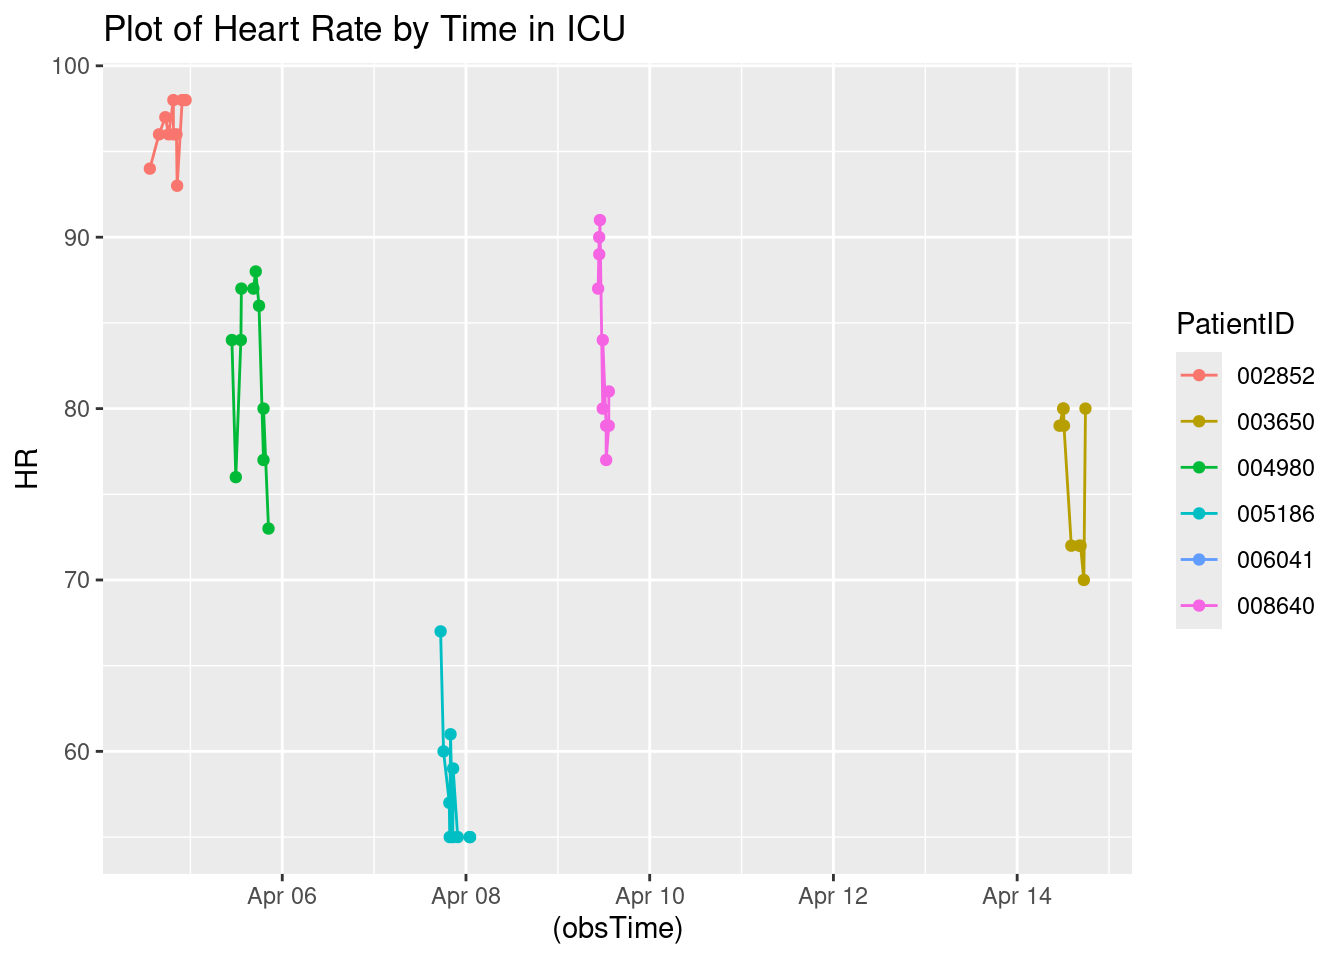 Plot of Heart Rate by Time in ICU
100
90
80
70
60
HR
Apr 06
Apr 08
Apr 10
Apr 12
Apr 14
(obsTime)
PatientID
002852
003650
004980
005186
006041
008640